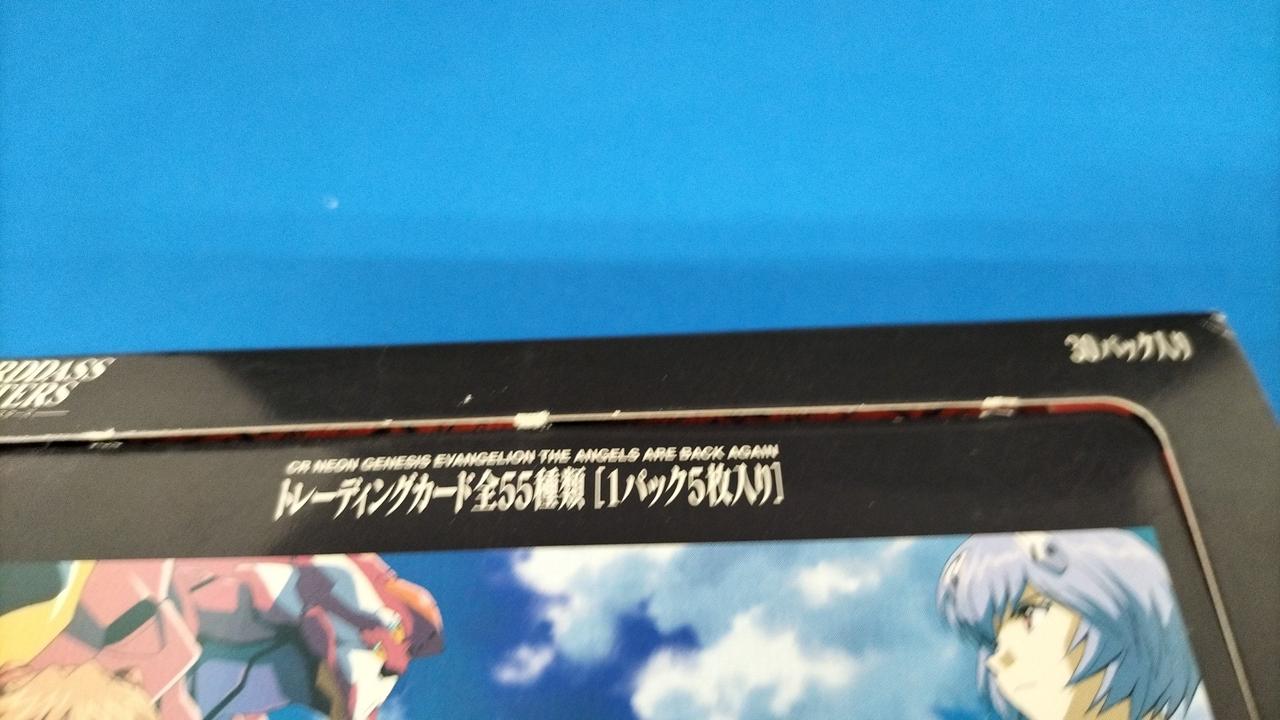 RDDASS
TERS
30パック入り
CR NEON GENESIS EVANGELION THE ANGELS ARE BACK AGAIN
トレーディングカード全55種類 [1パック5枚入り]